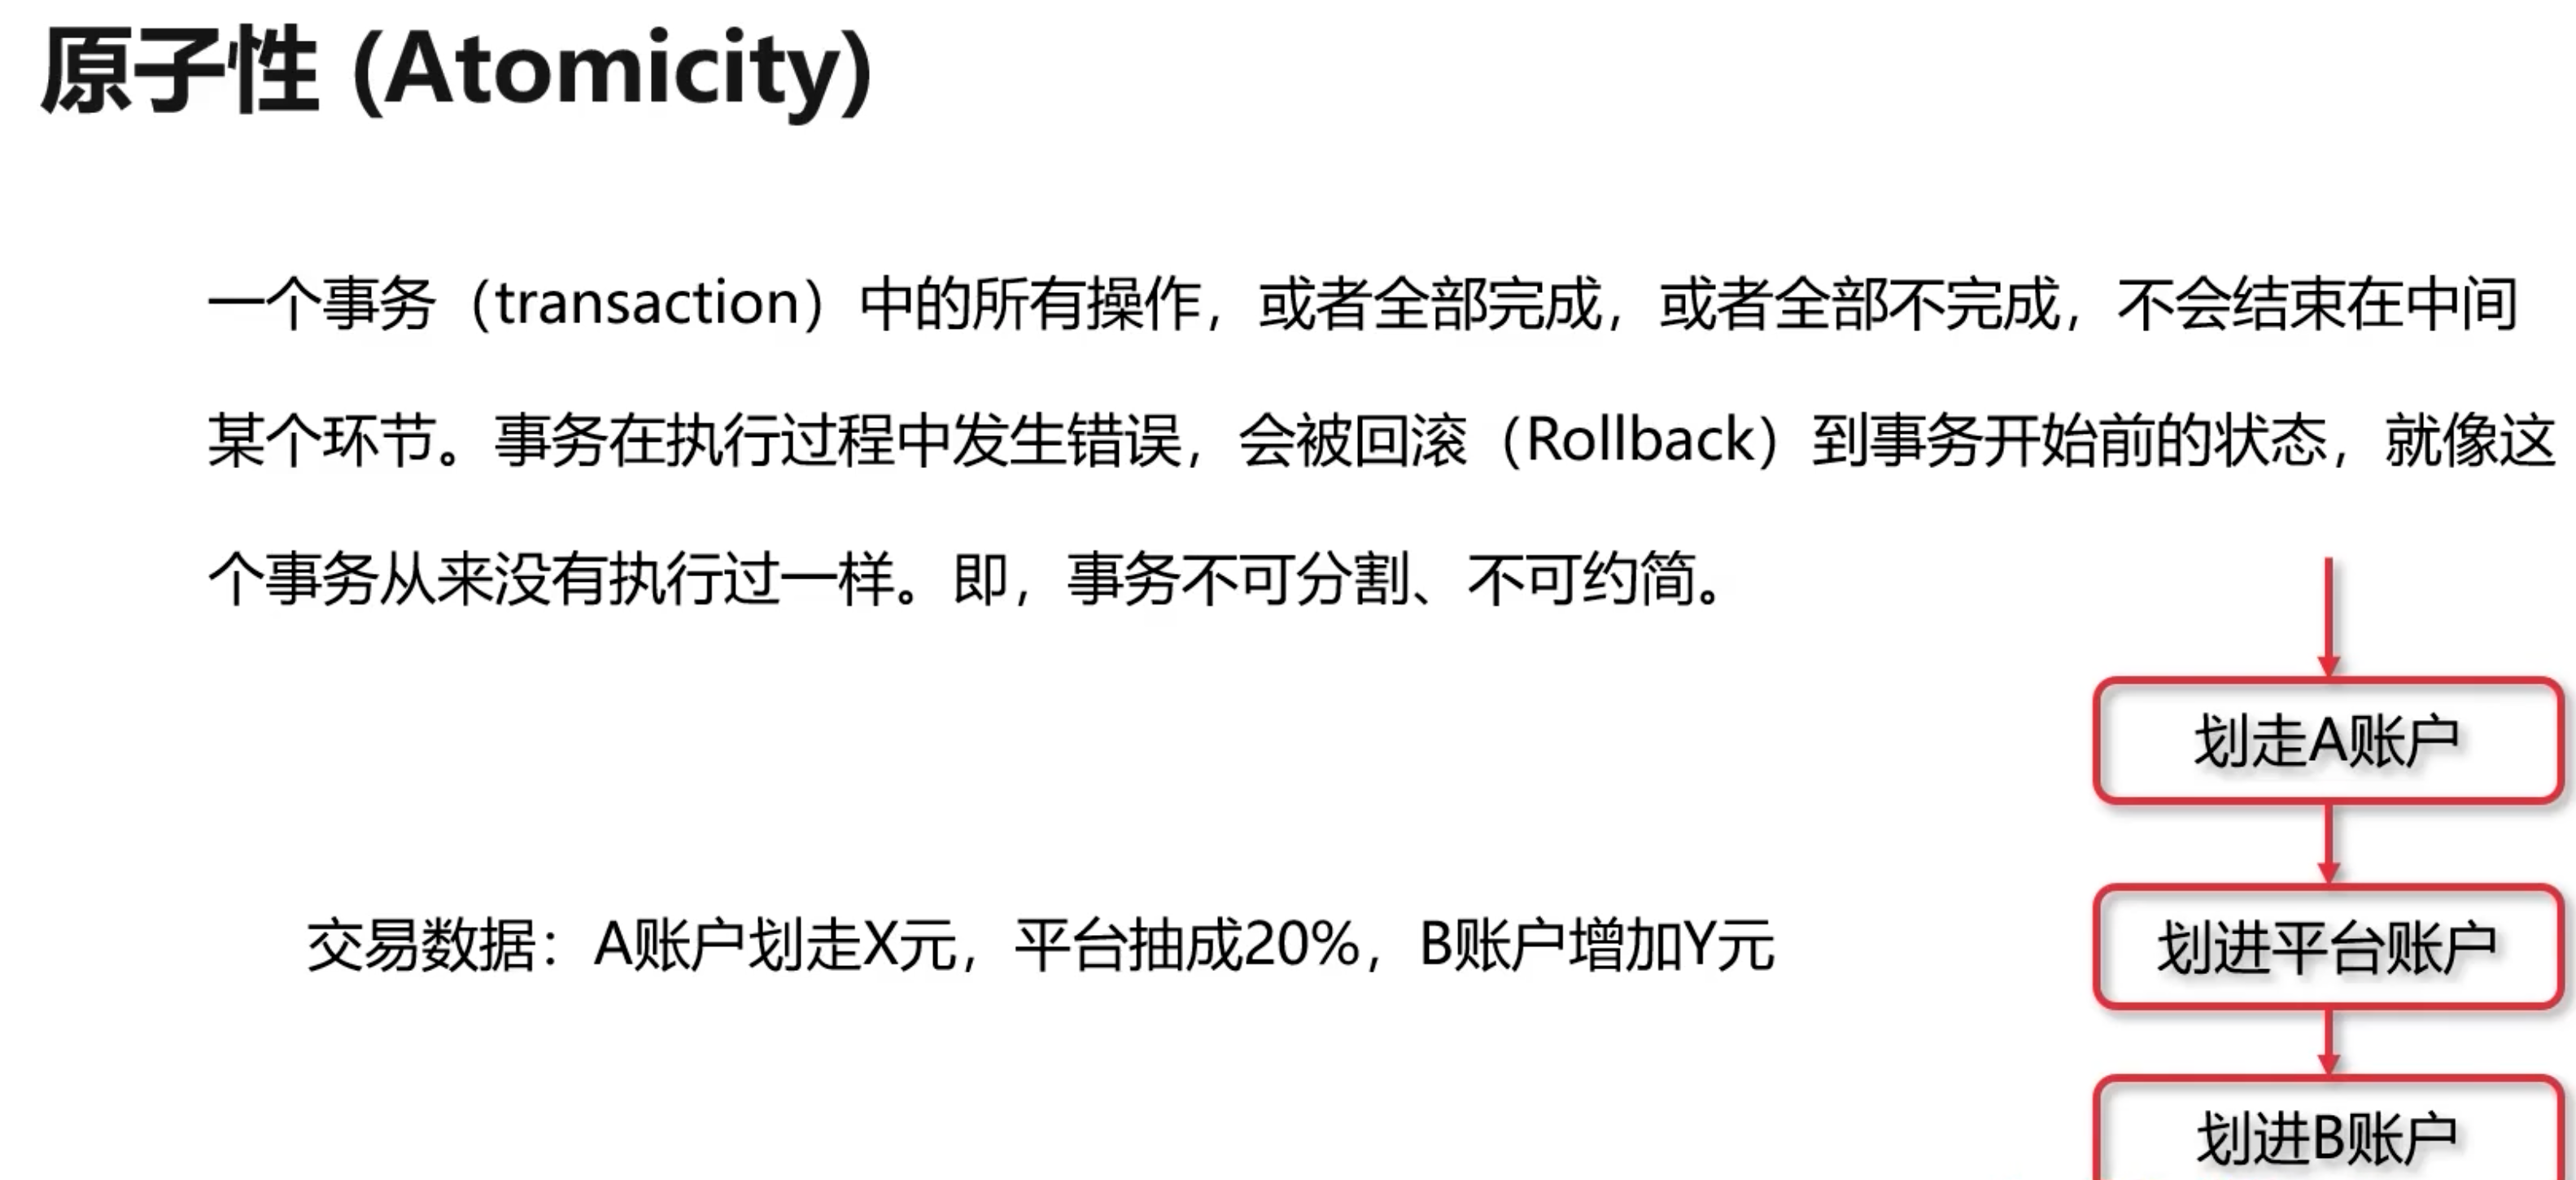 原子性 (Atomicity)
一个事务（transaction）中的所有操作，或者全部完成，或者全部不完成，不会结束在中间
某个环节。事务在执行过程中发生错误，会被回滚（Rollback）到事务开始前的状态，就像这
个事务从来没有执行过一样。即，事务不可分割、不可约简。
划走A账户
交易数据：A账户划走X元，平台抽成20%，B账户增加Y元
划进平台账户
划进B账户